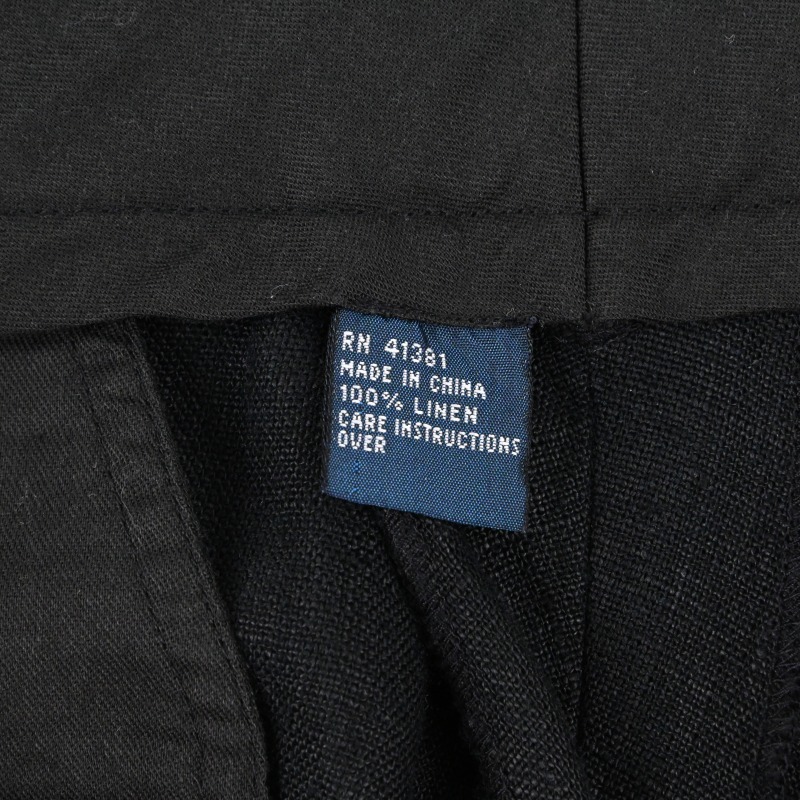 RN 41381
MADE IN CHINA
100% LINEN
CARE INSTRUCTIONS
OVER